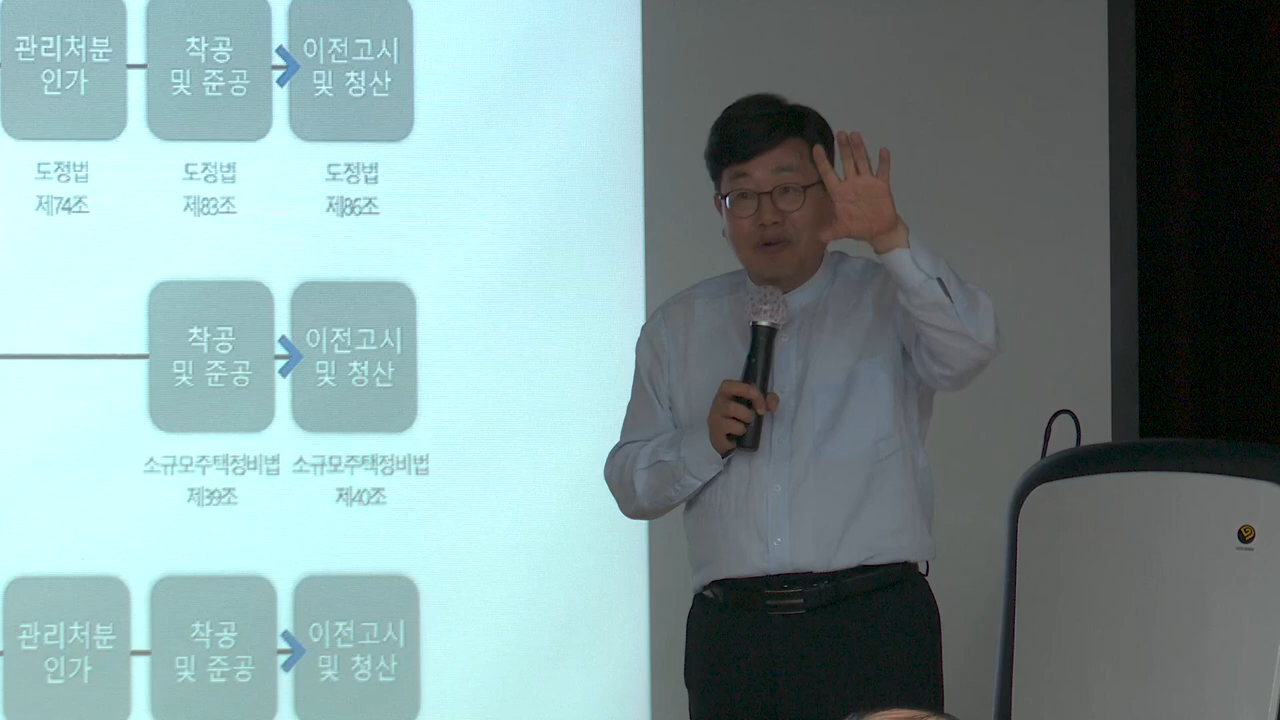 관리처분
인가
착공
및 준공
이전고시
및 청산
도정법
제74조
도정법
제83조
도정법
제86조
착공
및 준공
이전고시
및 청산
소규모주택정비법
제39조
소규모주택정비법
제40조
관리처분
인가
착공
및 준공
이전고시
및 청산